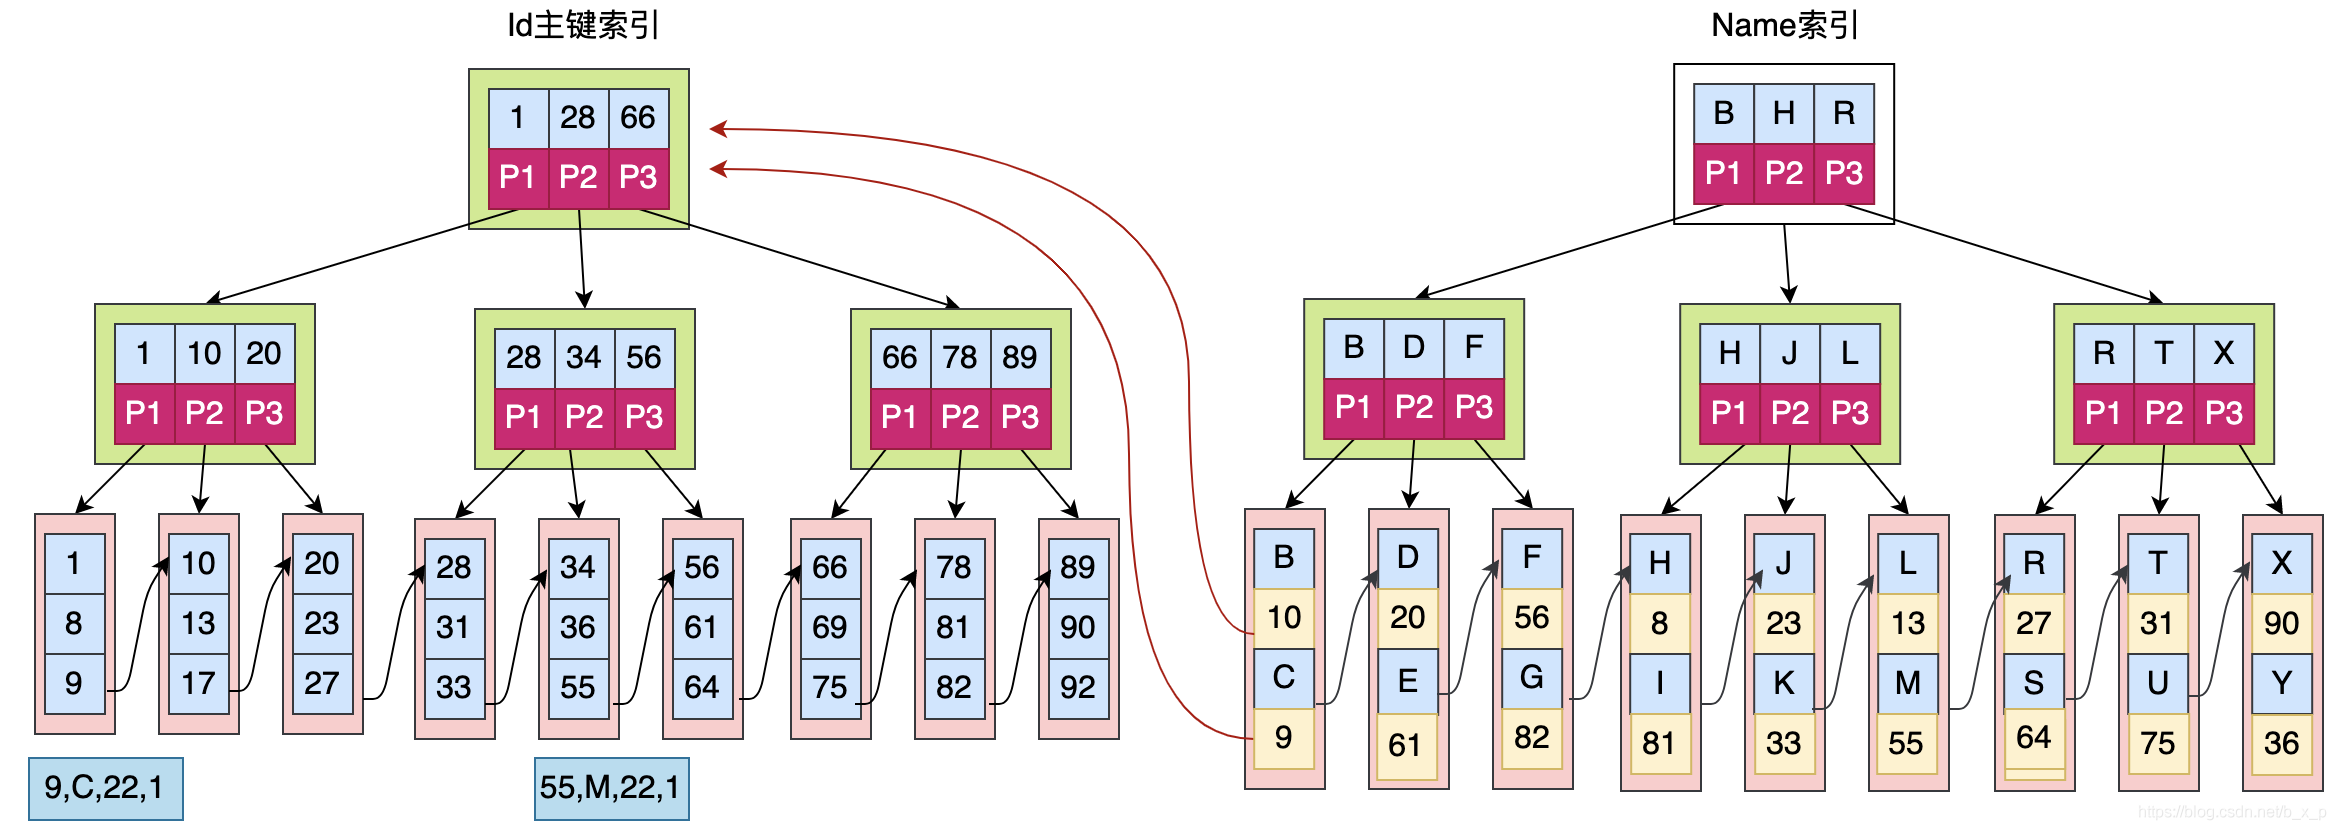 Id主键索引
Name索引
1 28 66
P1 P2 P3
B H R
P1 P2 P3
1 10 20
P1 P2 P3
28 34 56
P1 P2 P3
66 78 89
P1 P2 P3
B D F
P1 P2 P3
H J L
P1 P2 P3
R T X
P1 P2 P3
1
8
9
10
13
17
20
23
27
28
31
33
34
36
55
56
61
64
66
69
75
78
81
82
89
90
92
B
10
C
9
D
20
E
61
F
56
G
82
H
8
I
81
J
23
K
33
L
13
M
55
R
27
S
64
T
31
U
75
X
90
Y
36
9,C,22,1
55,M,22,1
https://blog.csdn.net/b_x_p